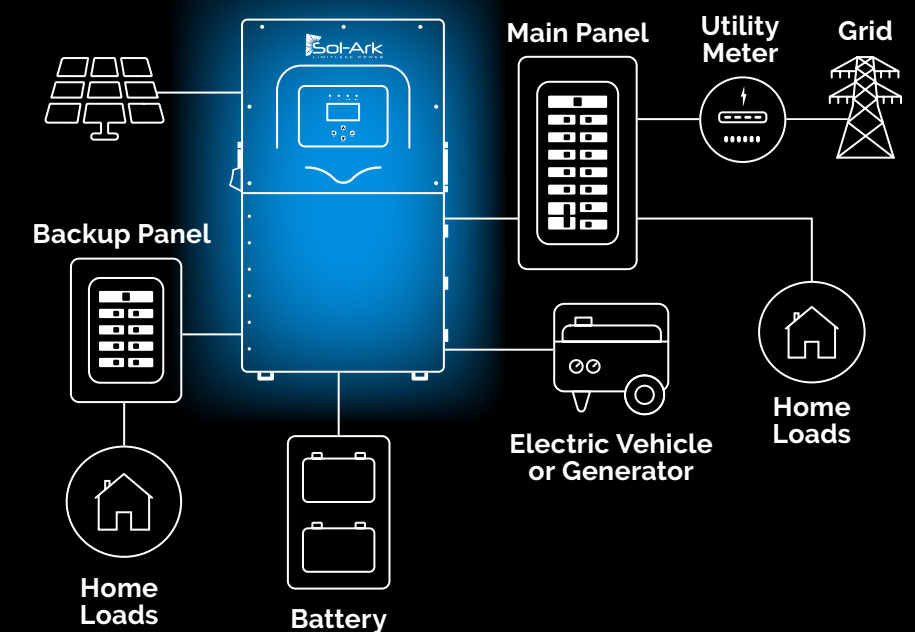 Sol-Ark
LIMITLESS POWER
Main Panel
Utility
Meter
Grid
Backup Panel
Electric Vehicle
or Generator
Home
Loads
Home
Loads
Battery